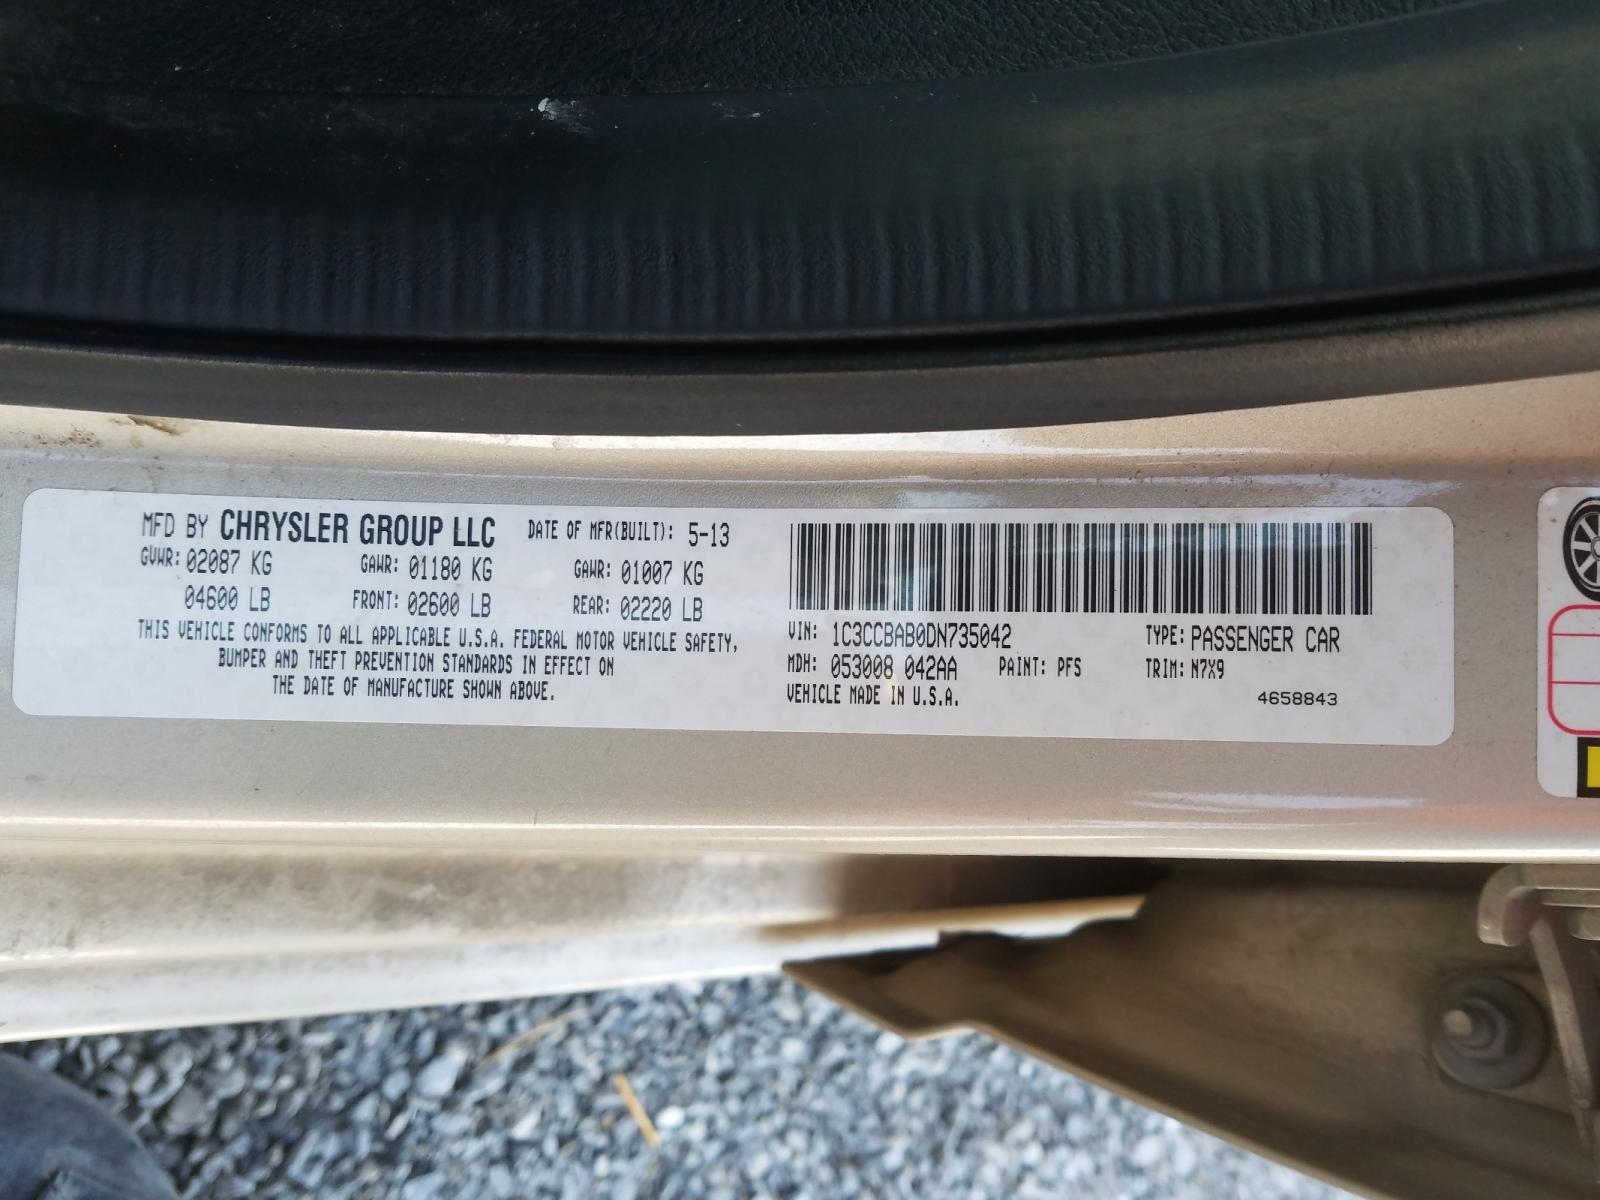 MFD BY CHRYSLER GROUP LLC DATE OF MFR(BUILT): 5-13
GVWR: 02087 KG GAWR: 01180 KG GAWR: 01007 KG
04600 LB FRONT: 02600 LB REAR: 02220 LB
THIS VEHICLE CONFORMS TO ALL APPLICABLE U.S.A. FEDERAL MOTOR VEHICLE SAFETY,
BUMPER AND THEFT PREVENTION STANDARDS IN EFFECT ON
THE DATE OF MANUFACTURE SHOWN ABOVE.
VIN: 1C3CCBAB0DN735042 TYPE: PASSENGER CAR
MDH: 053008 042AA PAINT: PFS TRIM: N7X9
VEHICLE MADE IN U.S.A. 4658843